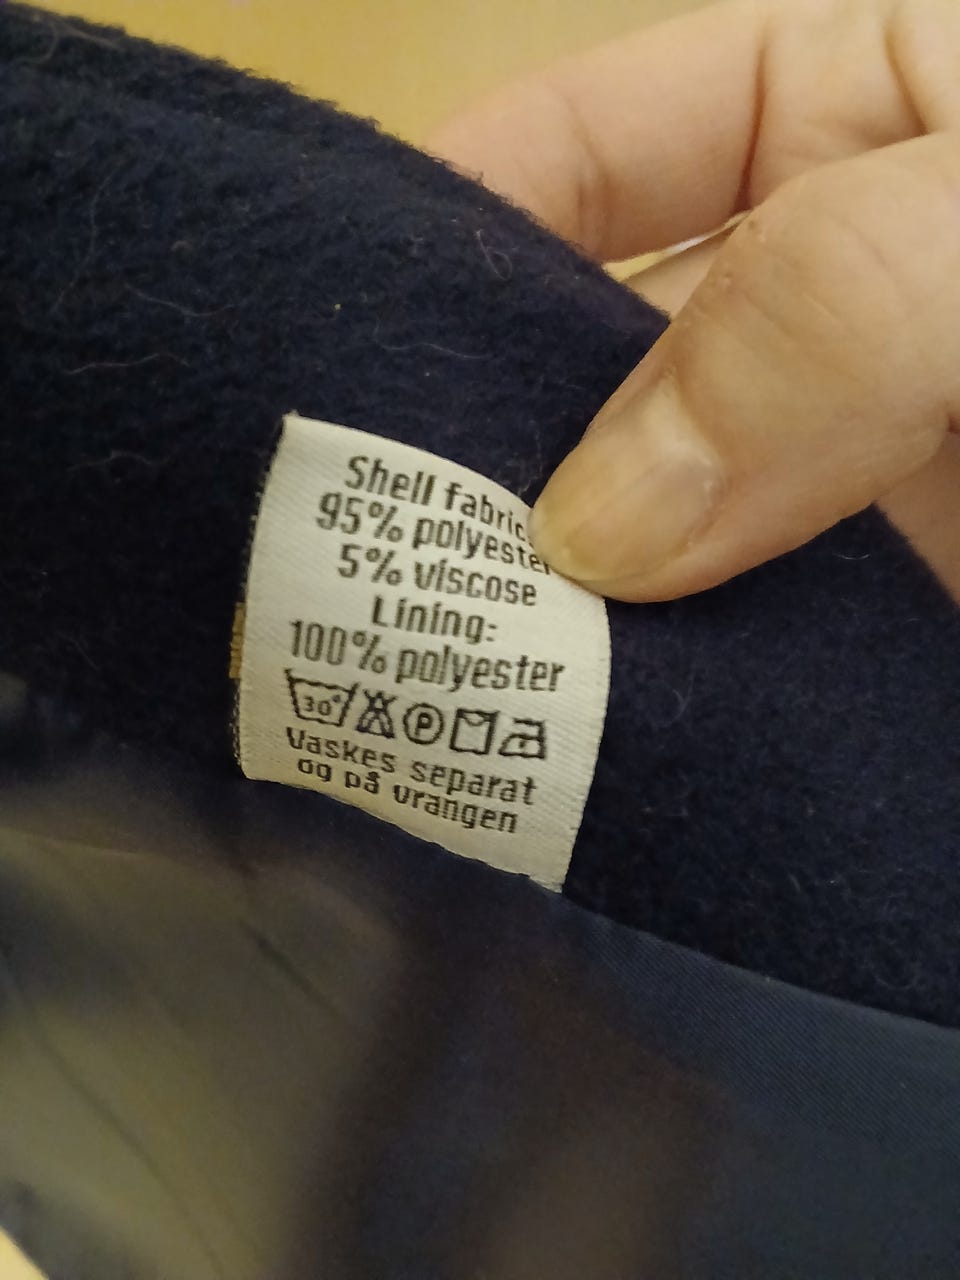 Shell fabric
95% polyester
5% viscose
Lining:
100% polyester
30° P
Vaskes separat
og på vrangen